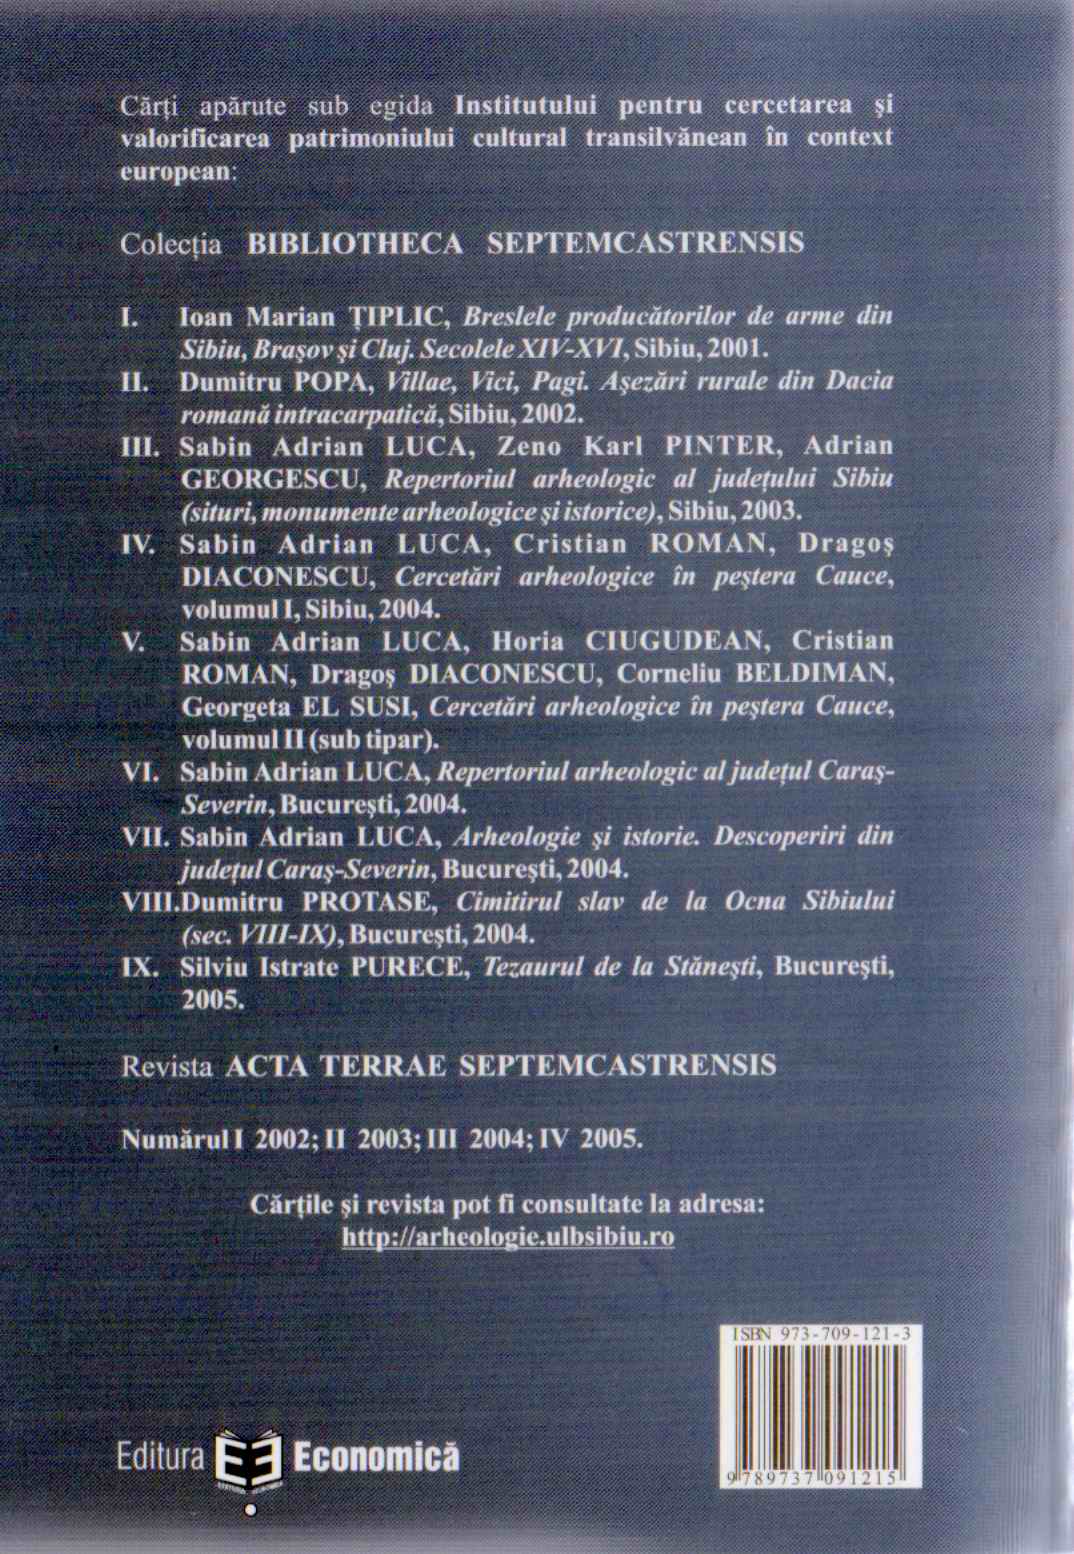 Cărţi apărute sub egida Institutului pentru cercetarea şi
valorificarea patrimoniului cultural transilvănean în context
european:
Colecţia BIBLIOTHECA SEPTEMCASTRENSIS
I. Ioan Marian ŢIPLIC, Breslele producătorilor de arme din
Sibiu, Braşov şi Cluj. Secolele XIV-XVI, Sibiu, 2001.
II. Dumitru POPA, Villae, Vici, Pagi. Aşezări rurale din Dacia
romană intracarpatică, Sibiu, 2002.
III. Sabin Adrian LUCA, Zeno Karl PINTER, Adrian
GEORGESCU, Repertoriul arheologic al judeţului Sibiu
(situri, monumente arheologice şi istorice), Sibiu, 2003.
IV. Sabin Adrian LUCA, Cristian ROMAN, Dragoş
DIACONESCU, Cercetări arheologice în peştera Cauce,
volumul I, Sibiu, 2004.
V. Sabin Adrian LUCA, Horia CIUGUDEAN, Cristian
ROMAN, Dragoş DIACONESCU, Corneliu BELDIMAN,
Georgeta EL SUSI, Cercetări arheologice în peştera Cauce,
volumul II (sub tipar).
VI. Sabin Adrian LUCA, Repertoriul arheologic al judeţul Caraş-
Severin, Bucureşti, 2004.
VII. Sabin Adrian LUCA, Arheologie şi istorie. Descoperiri din
judeţul Caraş-Severin, Bucureşti, 2004.
VIII.Dumitru PROTASE, Cimitirul slav de la Ocna Sibiului
(sec. VIII-IX), Bucureşti, 2004.
IX. Silviu Istrate PURECE, Tezaurul de la Stăneşti, Bucureşti,
2005.
Revista ACTA TERRAE SEPTEMCASTRENSIS
Numărul I 2002; II 2003; III 2004; IV 2005.
Cărţile şi revista pot fi consultate la adresa:
http://arheologie.ulbsibiu.ro
ISBN 973-709-121-3
9 789737 091215
Editura EE Economică